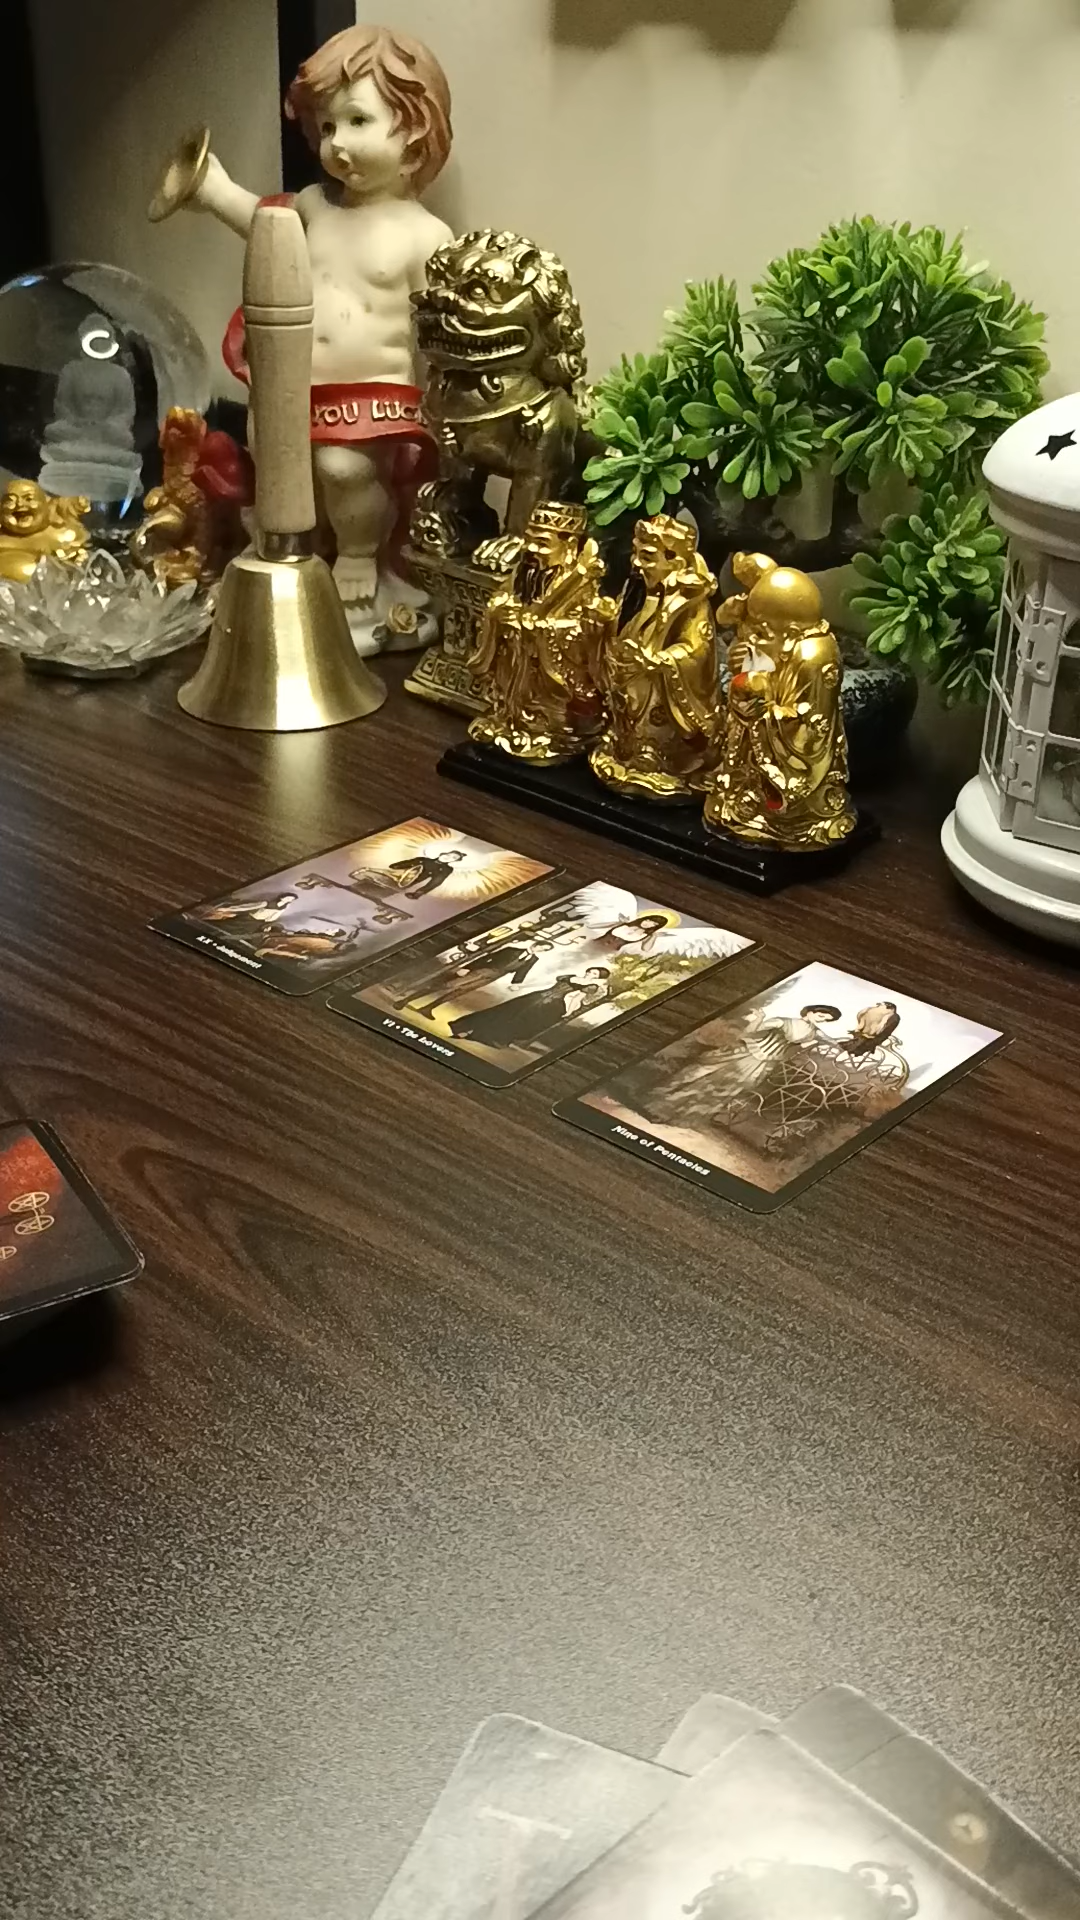 YOU LUC
XX • Judgement
VI • The Lovers
Nine of Pentacles